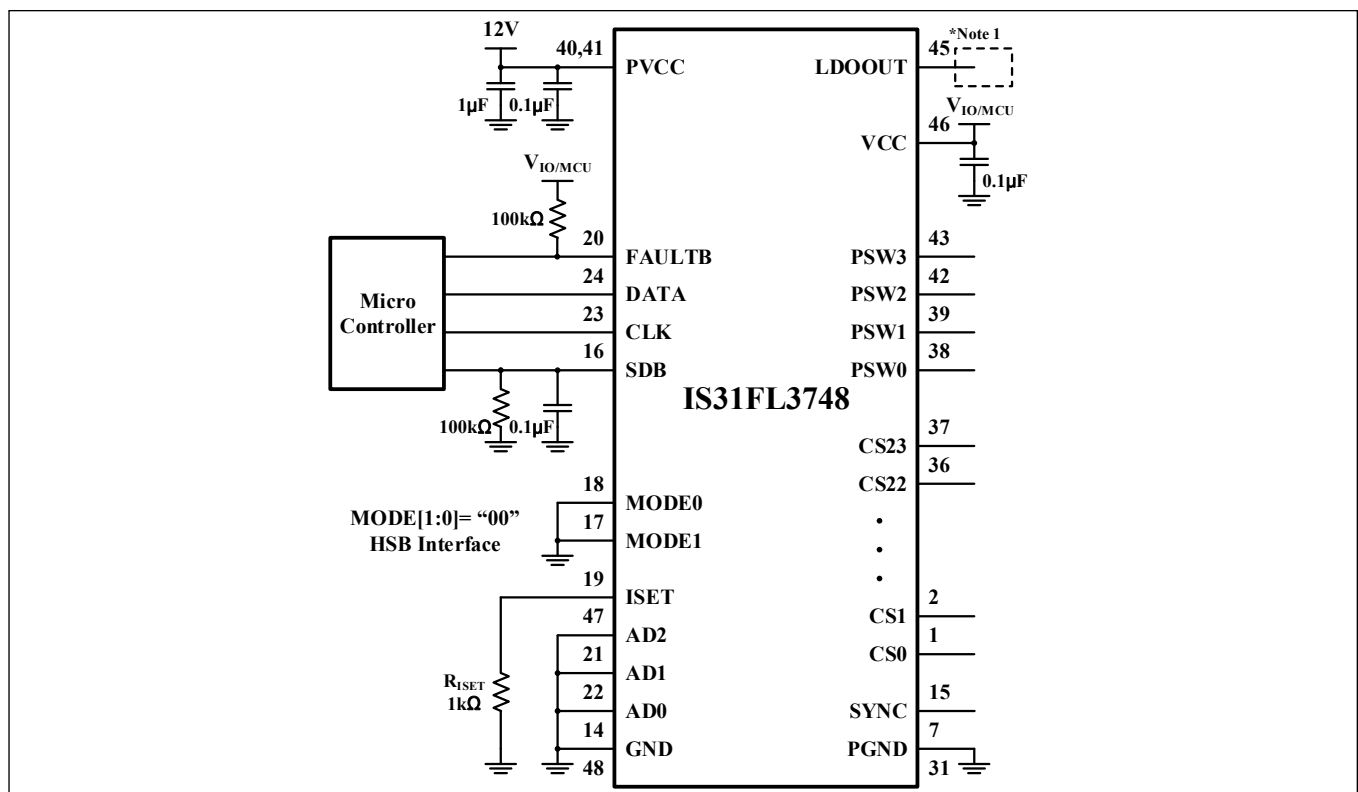 12V
40,41
PVCC
1µF
0.1µF
V_IO/MCU
100kΩ
20
FAULTB
24
DATA
23
CLK
16
SDB
Micro
Controller
100kΩ
0.1µF
18
MODE0
17
MODE1
MODE[1:0]= “00”
HSB Interface
19
ISET
47
AD2
21
AD1
22
AD0
14
GND
48
R_ISET
1kΩ
IS31FL3748
*Note 1
LDOOUT
45
V_IO/MCU
VCC
46
0.1µF
PSW3
43
PSW2
42
PSW1
39
PSW0
38
CS23
37
CS22
36
CS1
2
CS0
1
SYNC
15
PGND
7
31